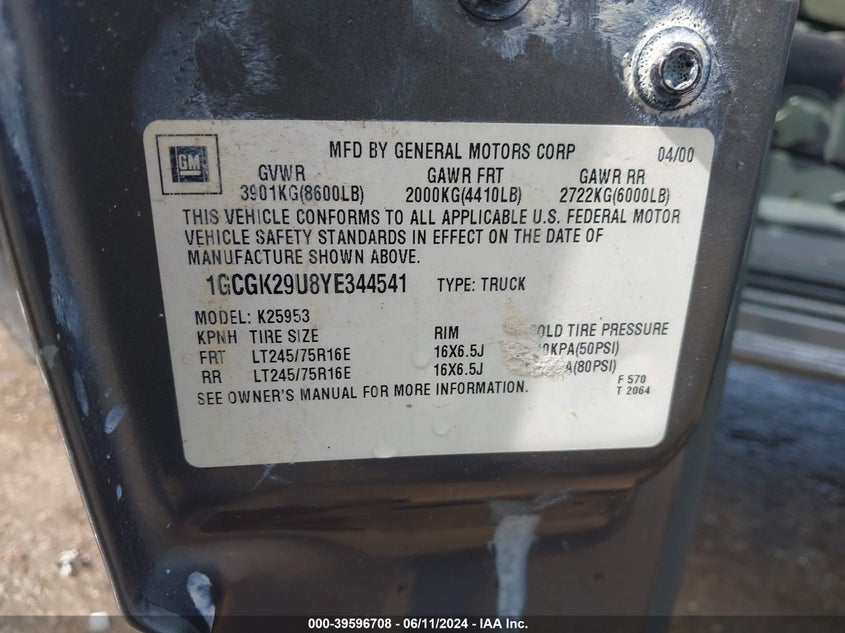 GM
MFD BY GENERAL MOTORS CORP 04/00
GVWR GAWR FRT GAWR RR
3901KG(8600LB) 2000KG(4410LB) 2722KG(6000LB)
THIS VEHICLE CONFORMS TO ALL APPLICABLE U.S. FEDERAL MOTOR
VEHICLE SAFETY STANDARDS IN EFFECT ON THE DATE OF
MANUFACTURE SHOWN ABOVE.
1GCGK29U8YE344541 TYPE: TRUCK
MODEL: K25953
KPNH TIRE SIZE RIM TIRE PRESSURE
FRT LT245/75R16E 16X6.5J (50PSI)
RR LT245/75R16E 16X6.5J (80PSI)
SEE OWNER'S MANUAL FOR MORE INFORMATION.
F 570
T 2064
000-39596708 - 06/11/2024 - IAA Inc.